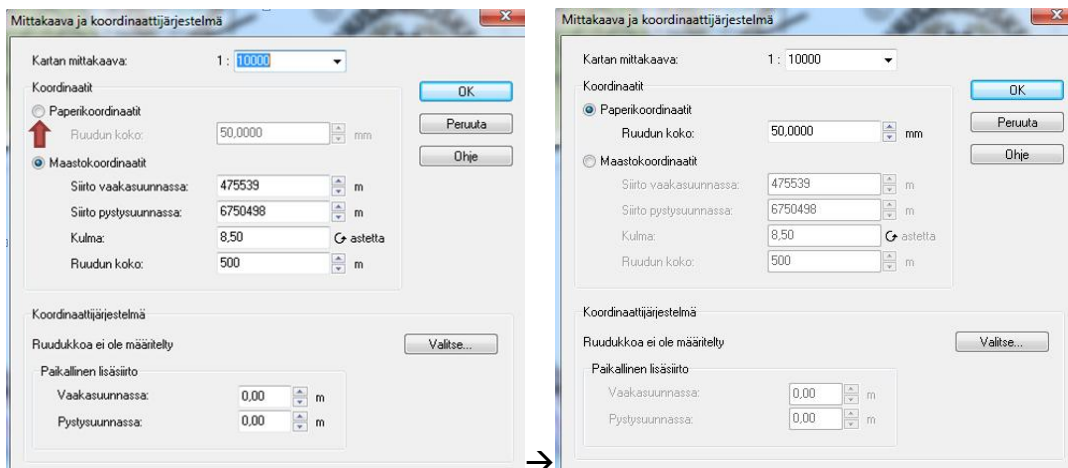 Mittakaava ja koordinaattijärjestelmä
Kartan mittakaava: 1 : 10000
Koordinaatit
OK
Paperikoordinaatit
Peruuta
Ruudun koko: 50,0000 mm
Ohje
Maastokoordinaatit
Siirto vaakasuunnassa: 475539 m
Siirto pystysuunnassa: 6750498 m
Kulma: 8,50 astetta
Ruudun koko: 500 m
Koordinaattijärjestelmä
Ruudukkoa ei ole määritelty Valitse...
Paikallinen lisäsiirto
Vaakasuunnassa: 0,00 m
Pystysuunnassa: 0,00 m
→
Mittakaava ja koordinaattijärjestelmä
Kartan mittakaava: 1 : 10000
Koordinaatit
OK
Paperikoordinaatit
Peruuta
Ruudun koko: 50,0000 mm
Ohje
Maastokoordinaatit
Siirto vaakasuunnassa: 475539 m
Siirto pystysuunnassa: 6750498 m
Kulma: 8,50 astetta
Ruudun koko: 500 m
Koordinaattijärjestelmä
Ruudukkoa ei ole määritelty Valitse...
Paikallinen lisäsiirto
Vaakasuunnassa: 0,00 m
Pystysuunnassa: 0,00 m